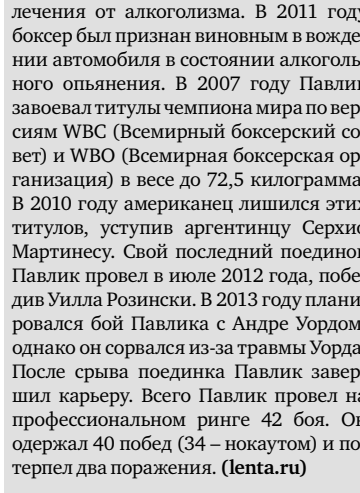 лечения от алкоголизма. В 2011 году
боксер был признан виновным в вожде
нии автомобиля в состоянии алкоголь
ного опьянения. В 2007 году Павлик
завоевал титулы чемпиона мира по вер
сиям WBC (Всемирный боксерский со
вет) и WBO (Всемирная боксерская ор
ганизация) в весе до 72,5 килограмма
В 2010 году американец лишился этих
титулов, уступив аргентинцу Серхио
Мартинесу. Свой последний поединок
Павлик провел в июле 2012 года, побе
див Уилла Розински. В 2013 году плани
ровался бой Павлика с Андре Уордом
однако он сорвался из-за травмы Уорда
После срыва поединка Павлик завер
шил карьеру. Всего Павлик провел на
профессиональном ринге 42 боя. Он
одержал 40 побед (34 – нокаутом) и по
терпел два поражения. (lenta.ru)